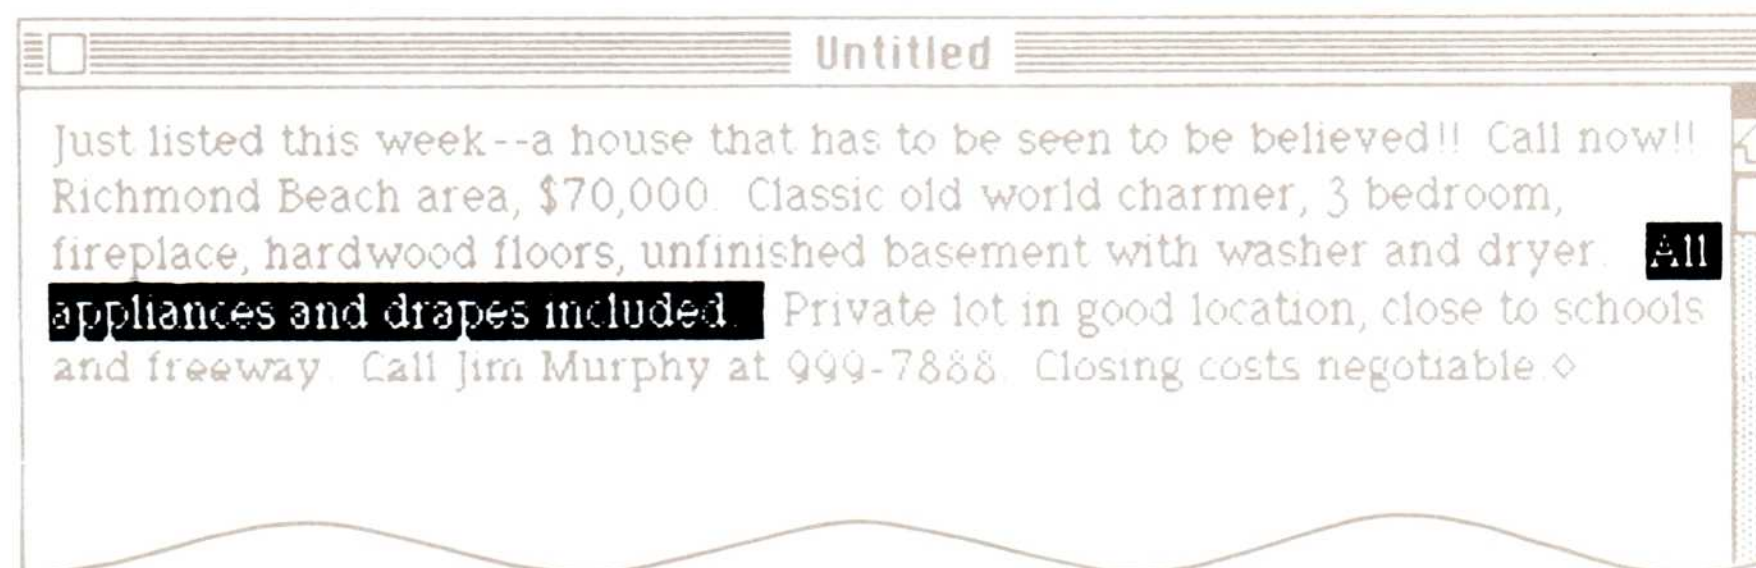 Untitled
Just listed this week--a house that has to be seen to be believed!! Call now!!
Richmond Beach area, $70,000. Classic old world charmer, 3 bedroom,
fireplace, hardwood floors, unfinished basement with washer and dryer. All
appliances and drapes included. Private lot in good location, close to schools
and freeway. Call Jim Murphy at 999-7888. Closing costs negotiable.◇